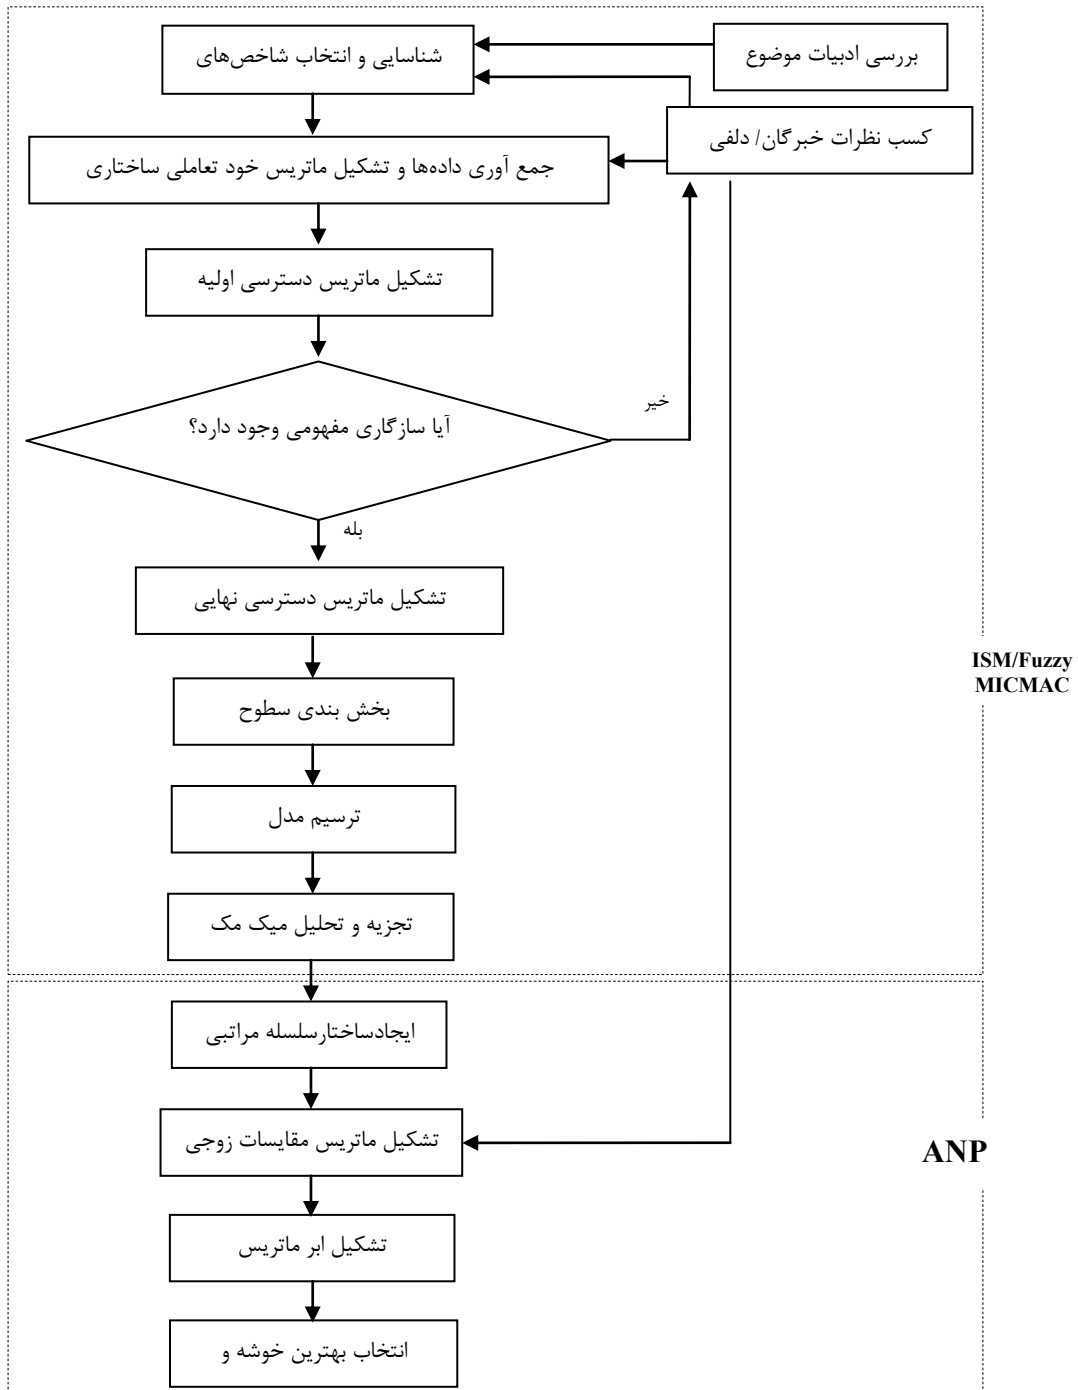 بررسی ادبیات موضوع
شناسایی و انتخاب شاخص‌های
کسب نظرات خبرگان/ دلفی
جمع آوری داده‌ها و تشکیل ماتریس خود تعاملی ساختاری
تشکیل ماتریس دسترسی اولیه
آیا سازگاری مفهومی وجود دارد؟
خیر
بله
تشکیل ماتریس دسترسی نهایی
بخش بندی سطوح
ترسیم مدل
تجزیه و تحلیل میک مک
ISM/Fuzzy
MICMAC
ایجادساختارسلسله مراتبی
تشکیل ماتریس مقایسات زوجی
ANP
تشکیل ابر ماتریس
انتخاب بهترین خوشه و